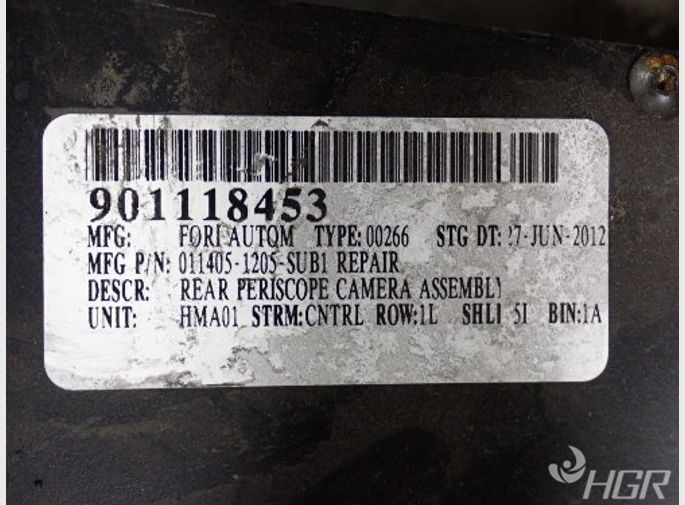 901118453
MFG: FORI AUTOM TYPE:00266 STG DT: 27-JUN-2012
MFG P/N: 011405-1205-SUB1 REPAIR
DESCR: REAR PERISCOPE CAMERA ASSEMBLY
UNIT: HMA01 STRM:CNTRL ROW:1L SHLF 5I BIN:1A
HGR